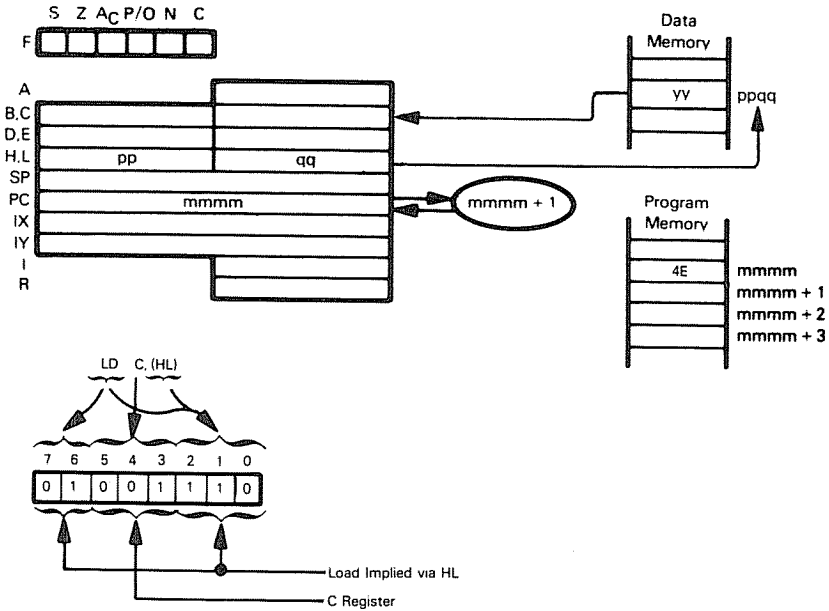 S Z AC P/O N C
F
Data
Memory
yy
ppqq
A
B,C
D,E
H,L
pp
qq
SP
PC
mmmm
mmmm + 1
IX
IY
I
R
Program
Memory
4E
mmmm
mmmm + 1
mmmm + 2
mmmm + 3
LD C, (HL)
7 6 5 4 3 2 1 0
0 1 0 0 1 1 1 0
Load Implied via HL
C Register